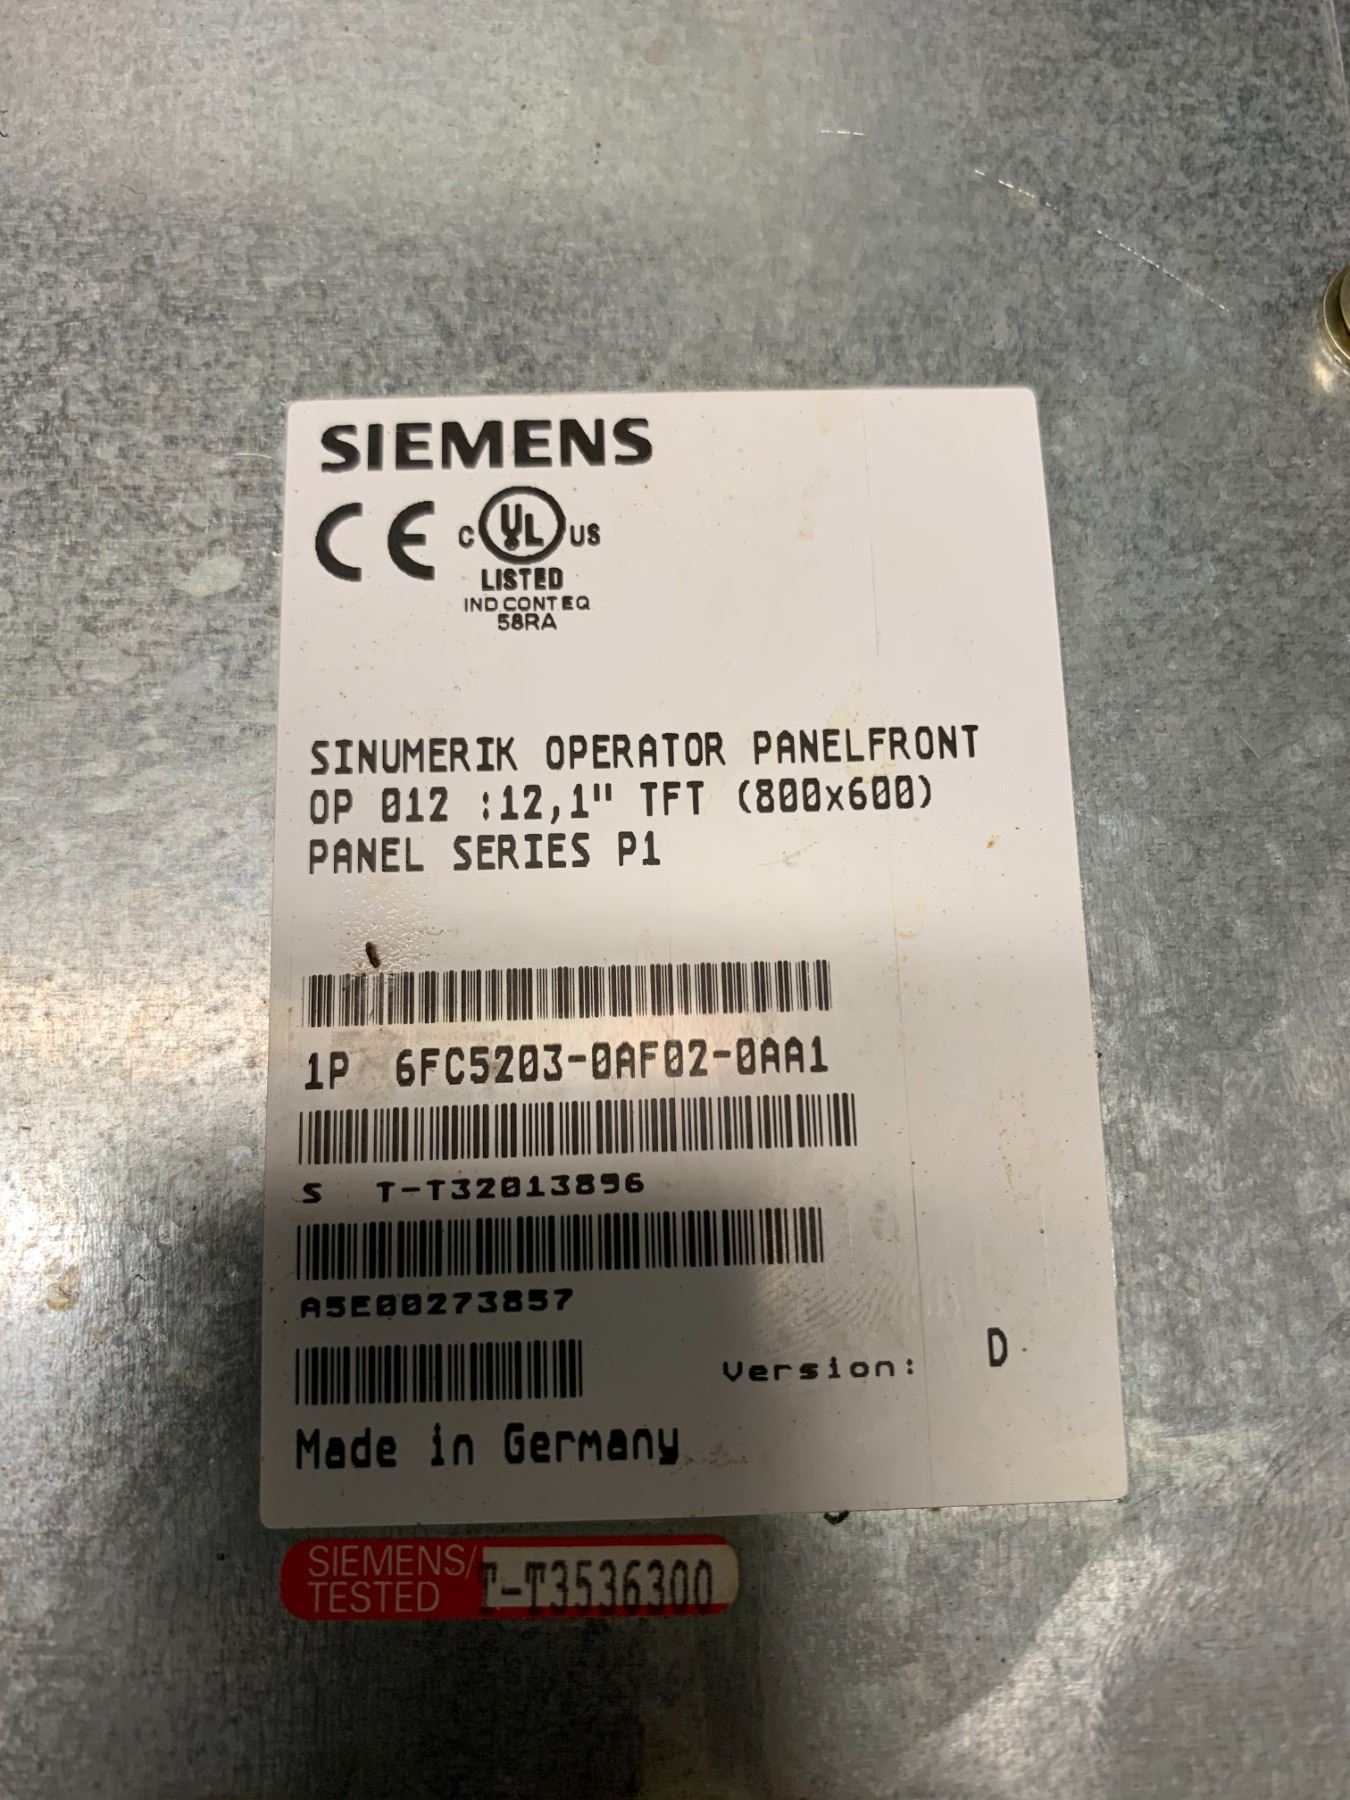 SIEMENS
CE C UL US
LISTED
IND CONT EQ
58RA
SINUMERIK OPERATOR PANELFRONT
OP 012 :12,1" TFT (800x600)
PANEL SERIES P1
1P 6FC5203-0AF02-0AA1
S T-T32013896
A5E00273857
Version: D
Made in Germany
SIEMENS/
TESTED T-T3536300